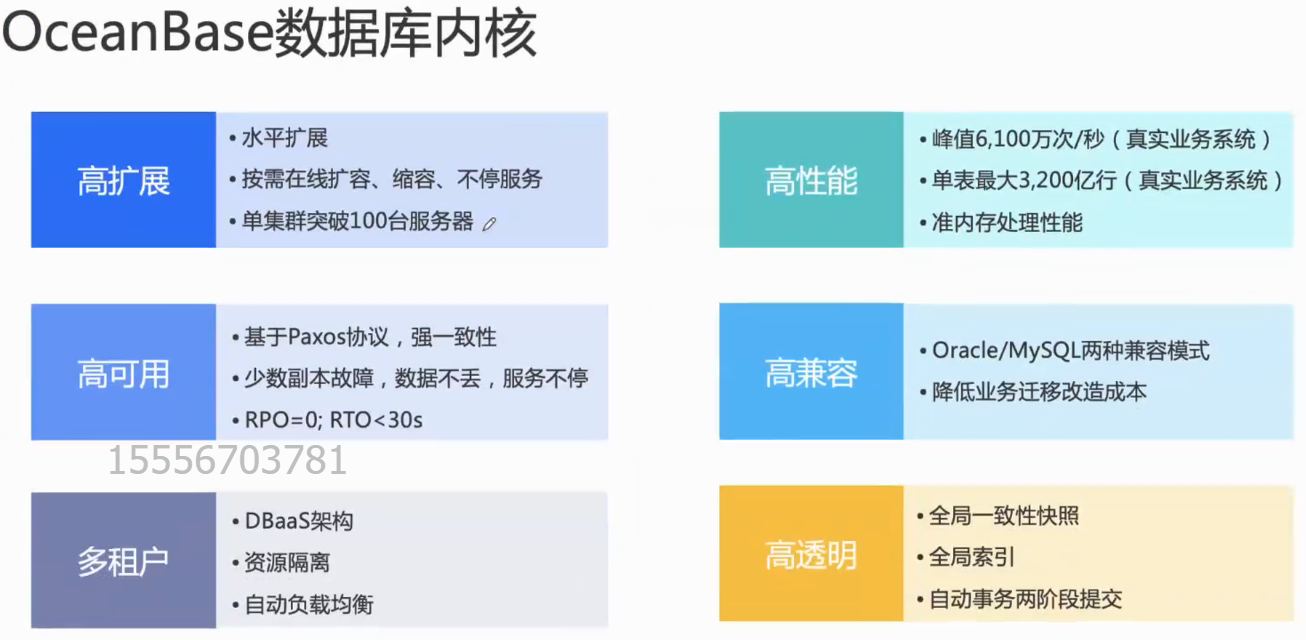 OceanBase数据库内核
高扩展
• 水平扩展
• 按需在线扩容、缩容、不停服务
• 单集群突破100台服务器
高性能
• 峰值6,100万次/秒（真实业务系统）
• 单表最大3,200亿行（真实业务系统）
• 准内存处理性能
高可用
• 基于Paxos协议，强一致性
• 少数副本故障，数据不丢，服务不停
• RPO=0; RTO<30s
高兼容
• Oracle/MySQL两种兼容模式
• 降低业务迁移改造成本
15556703781
多租户
• DBaaS架构
• 资源隔离
• 自动负载均衡
高透明
• 全局一致性快照
• 全局索引
• 自动事务两阶段提交